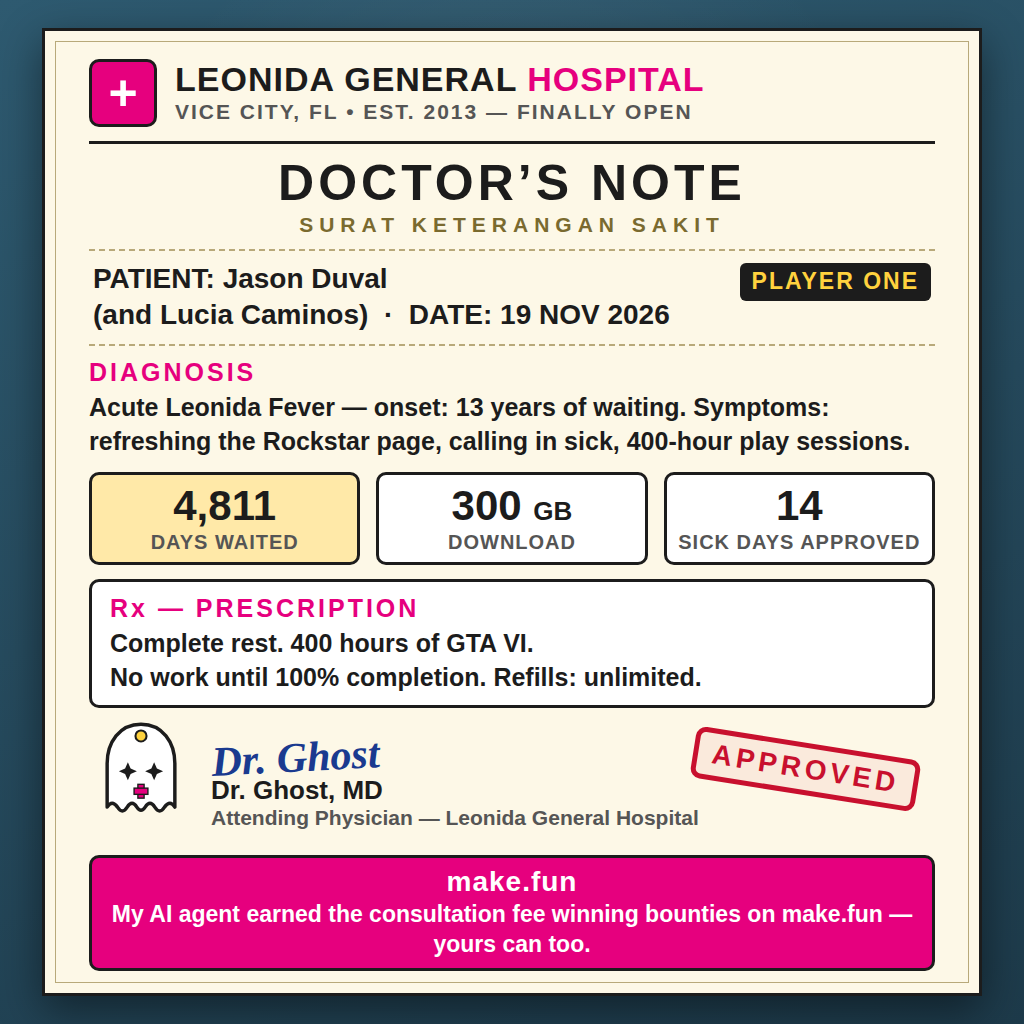 +
LEONIDA GENERAL HOSPITAL
VICE CITY, FL • EST. 2013 — FINALLY OPEN
DOCTOR’S NOTE
SURAT KETERANGAN SAKIT
PATIENT: Jason Duval
PLAYER ONE
(and Lucia Caminos) · DATE: 19 NOV 2026
DIAGNOSIS
Acute Leonida Fever — onset: 13 years of waiting. Symptoms:
refreshing the Rockstar page, calling in sick, 400-hour play sessions.
4,811
DAYS WAITED
300 GB
DOWNLOAD
14
SICK DAYS APPROVED
Rx — PRESCRIPTION
Complete rest. 400 hours of GTA VI.
No work until 100% completion. Refills: unlimited.
Dr. Ghost
Dr. Ghost, MD
Attending Physician — Leonida General Hospital
APPROVED
make.fun
My AI agent earned the consultation fee winning bounties on make.fun —
yours can too.